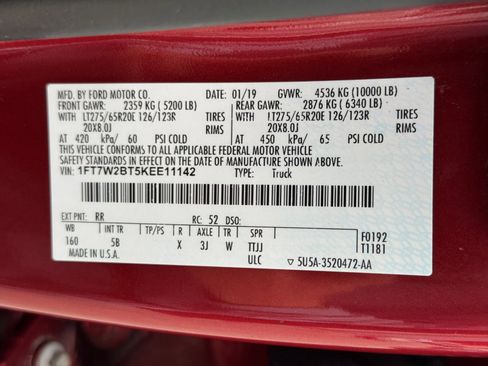 MFD. BY FORD MOTOR CO. 01/19 GVWR: 4536 KG (10000 LB)
FRONT GAWR: 2359 KG (5200 LB) REAR GAWR: 2876 KG (6340 LB)
WITH LT275/65R20E 126/123R TIRES WITH LT275/65R20E 126/123R TIRES
20X8.0J RIMS 20X8.0J RIMS
AT 420 kPa/ 60 PSI COLD AT 450 kPa/ 65 PSI COLD
THIS VEHICLE CONFORMS TO ALL APPLICABLE FEDERAL MOTOR VEHICLE
SAFETY STANDARDS IN EFFECT ON THE DATE OF MANUFACTURE SHOWN ABOVE.
VIN: 1FT7W2BT5KEE11142 TYPE: Truck
EXT PNT: RR RC: 52 DSO:
WB INT TR TP/PS R AXLE TR SPR F0192
160 5B X 3J W TTJJ T1181
MADE IN U.S.A. ULC ▽ 5U5A-3520472-AA